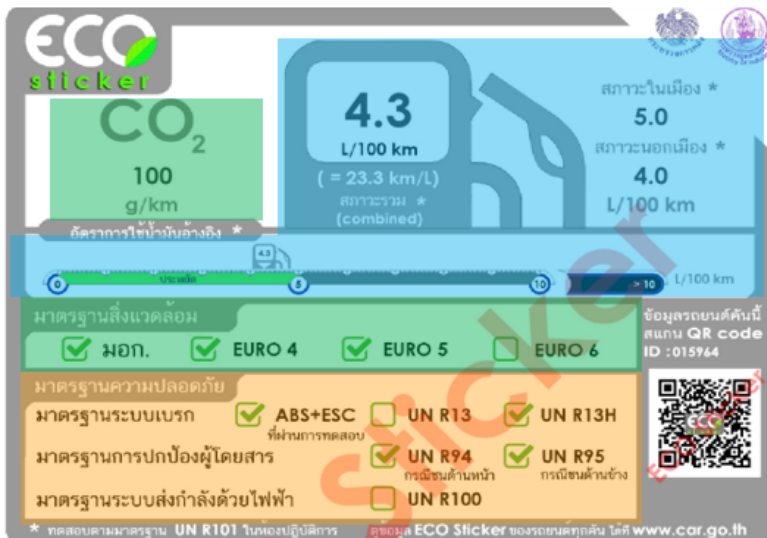 ECO
sticker
CO2
100
g/km
4.3
L/100 km
( = 23.3 km/L)
สภาวะรวม *
(combined)
สภาวะในเมือง *
5.0
สภาวะนอกเมือง *
4.0
L/100 km
อัตราการใช้น้ำมันอ้างอิง *
4.3
0 ประหยัด 5 10 > 10 L/100 km
มาตรฐานสิ่งแวดล้อม
มอก. EURO 4 EURO 5 EURO 6
ข้อมูลรถยนต์คันนี้
สแกน QR code
ID : 015964
มาตรฐานความปลอดภัย
มาตรฐานระบบเบรก ABS+ESC UN R13 UN R13H
ที่ผ่านการทดสอบ
มาตรฐานการปกป้องผู้โดยสาร UN R94 UN R95
กรณีชนด้านหน้า กรณีชนด้านข้าง
มาตรฐานระบบส่งกำลังด้วยไฟฟ้า UN R100
* ทดสอบตามมาตรฐาน UN R101 ในห้องปฏิบัติการ ดูข้อมูล ECO Sticker ของรถยนต์ทุกคัน ได้ที่ www.car.go.th
Sticker